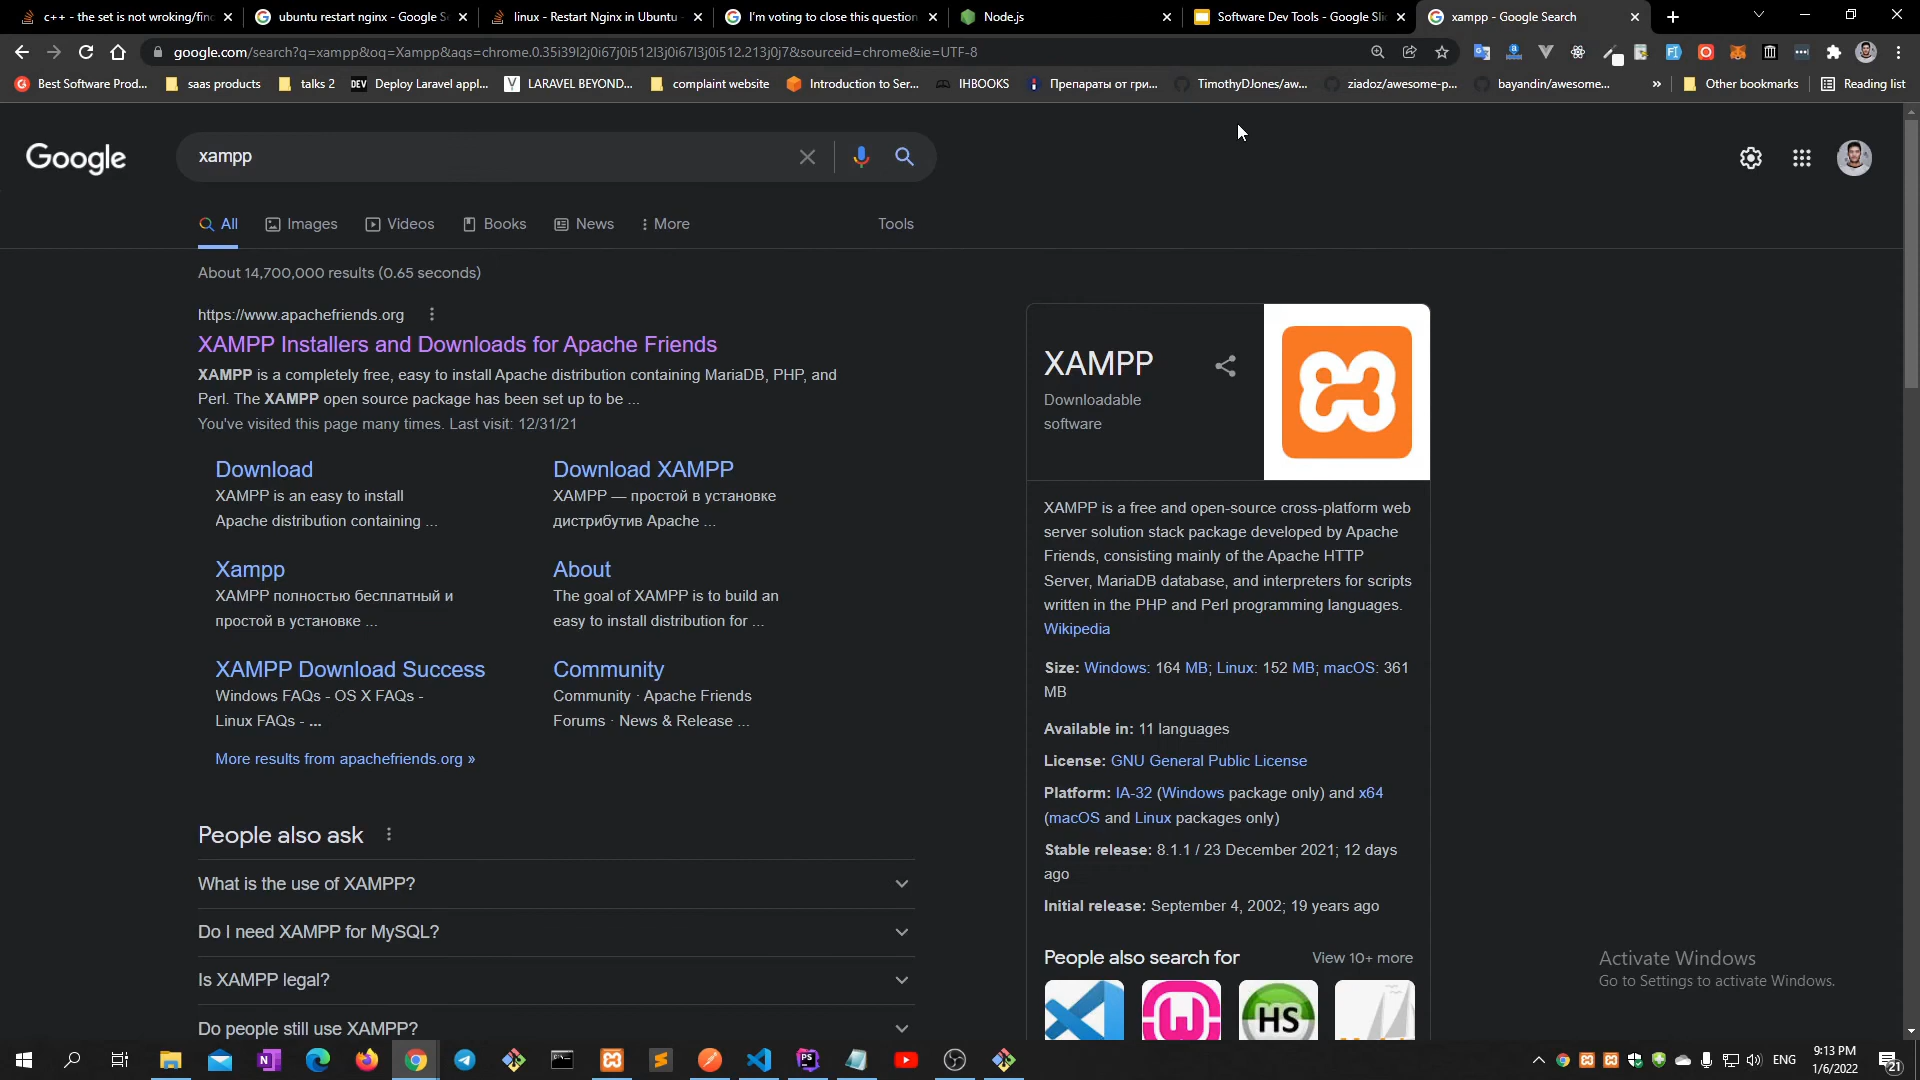 c++ - the set is not wroking/find
ubuntu restart nginx - Google Se
linux - Restart Nginx in Ubuntu -
I'm voting to close this question
Node.js
Software Dev Tools - Google Slid
xampp - Google Search
google.com/search?q=xampp&oq=Xampp&aqs=chrome.0.35i39l2j0i67j0i512l3j0i67l3j0i512.213j0j7&sourceid=chrome&ie=UTF-8
Best Software Prod...
saas products
talks 2
DEV
Deploy Laravel appl...
LARAVEL BEYOND...
complaint website
Introduction to Ser...
IHBOOKS
Препараты от гри...
TimothyDJones/aw...
ziadoz/awesome-p...
bayandin/awesome...
»
Other bookmarks
Reading list
Google
xampp
All
Images
Videos
Books
News
More
Tools
About 14,700,000 results (0.65 seconds)
https://www.apachefriends.org
XAMPP Installers and Downloads for Apache Friends
XAMPP is a completely free, easy to install Apache distribution containing MariaDB, PHP, and
Perl. The XAMPP open source package has been set up to be ...
You've visited this page many times. Last visit: 12/31/21
Download
XAMPP is an easy to install
Apache distribution containing ...
Download XAMPP
XAMPP — простой в установке
дистрибутив Apache ...
Xampp
XAMPP полностью бесплатный и
простой в установке ...
About
The goal of XAMPP is to build an
easy to install distribution for ...
XAMPP Download Success
Windows FAQs - OS X FAQs -
Linux FAQs - ...
Community
Community · Apache Friends
Forums · News & Release ...
More results from apachefriends.org »
People also ask
What is the use of XAMPP?
Do I need XAMPP for MySQL?
Is XAMPP legal?
Do people still use XAMPP?
XAMPP
Downloadable
software
XAMPP is a free and open-source cross-platform web
server solution stack package developed by Apache
Friends, consisting mainly of the Apache HTTP
Server, MariaDB database, and interpreters for scripts
written in the PHP and Perl programming languages.
Wikipedia
Size: Windows: 164 MB; Linux: 152 MB; macOS: 361
MB
Available in: 11 languages
License: GNU General Public License
Platform: IA-32 (Windows package only) and x64
(macOS and Linux packages only)
Stable release: 8.1.1 / 23 December 2021; 12 days
ago
Initial release: September 4, 2002; 19 years ago
People also search for
View 10+ more
HS
Activate Windows
Go to Settings to activate Windows.
ENG
9:13 PM
1/6/2022
21